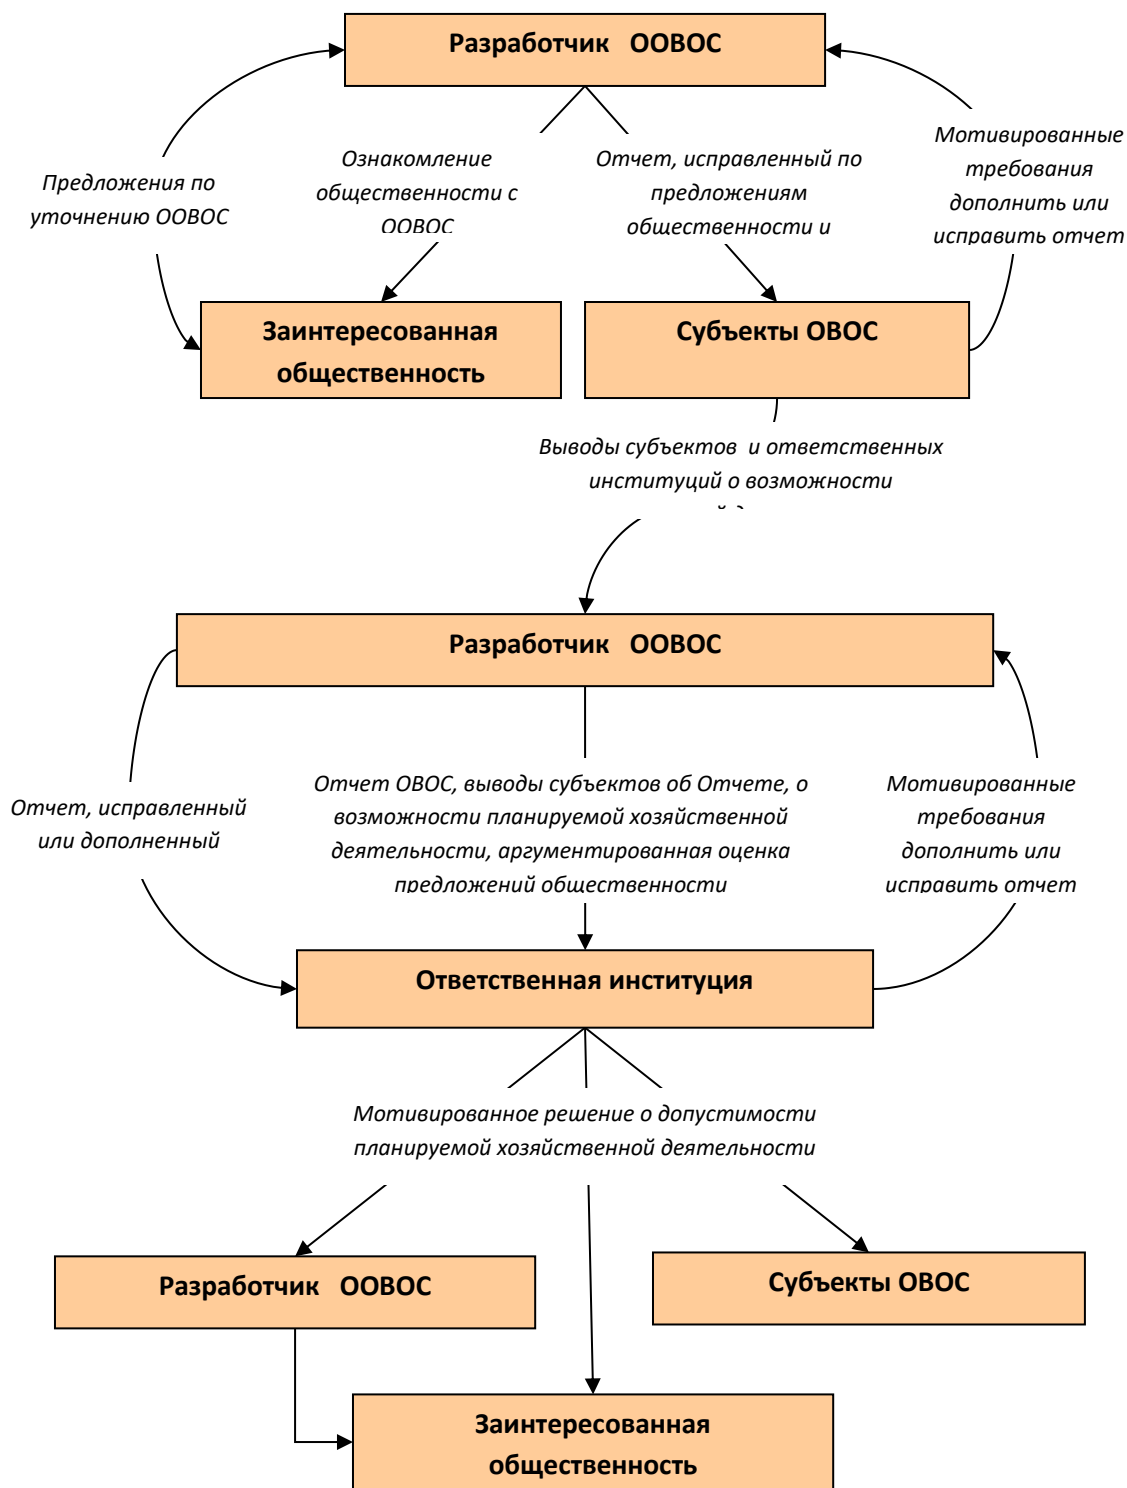 Разработчик ООВОС
Предложения по
уточнению ООВОС
Ознакомление
общественности с
ООВОС
Отчет, исправленный по
предложениям
общественности и
Мотивированные
требования
дополнить или
исправить отчет
Заинтересованная
общественность
Субъекты ОВОС
Выводы субъектов и ответственных
институций о возможности
Разработчик ООВОС
Отчет, исправленный
или дополненный
Отчет ОВОС, выводы субъектов об Отчете, о
возможности планируемой хозяйственной
деятельности, аргументированная оценка
предложений общественности
Мотивированные
требования
дополнить или
исправить отчет
Ответственная институция
Мотивированное решение о допустимости
планируемой хозяйственной деятельности
Разработчик ООВОС
Субъекты ОВОС
Заинтересованная
общественность